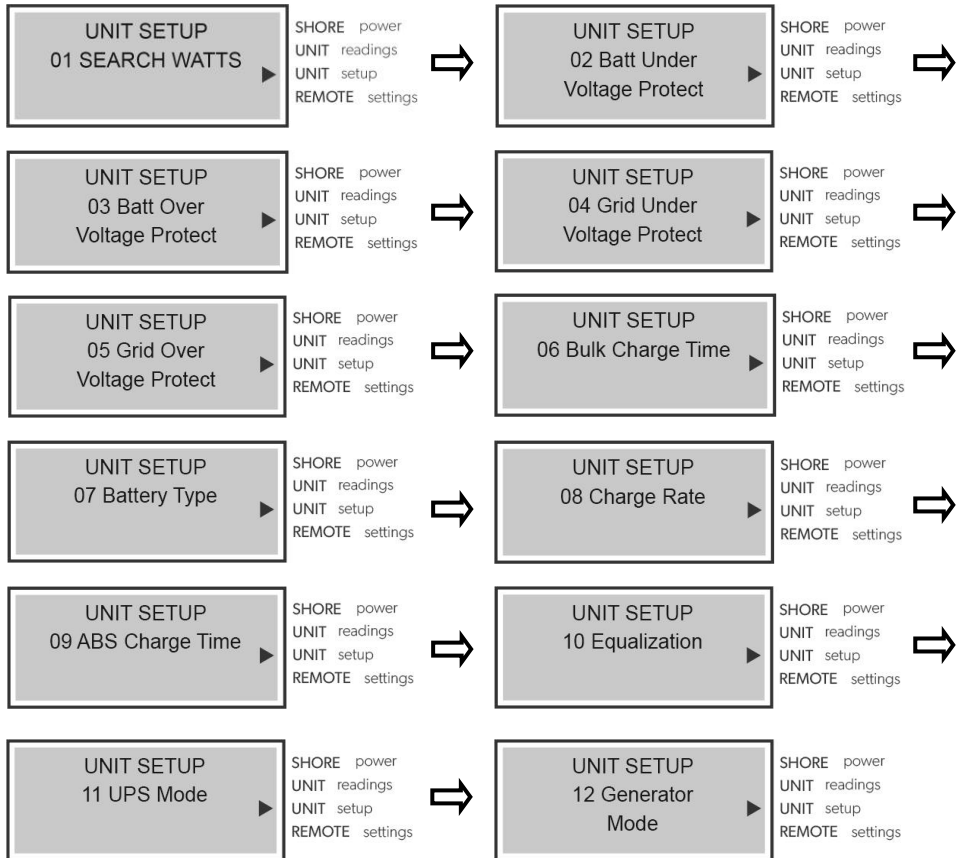 UNIT SETUP
01 SEARCH WATTS
SHORE power
UNIT readings
UNIT setup
REMOTE settings
UNIT SETUP
02 Batt Under
Voltage Protect
SHORE power
UNIT readings
UNIT setup
REMOTE settings
UNIT SETUP
03 Batt Over
Voltage Protect
SHORE power
UNIT readings
UNIT setup
REMOTE settings
UNIT SETUP
04 Grid Under
Voltage Protect
SHORE power
UNIT readings
UNIT setup
REMOTE settings
UNIT SETUP
05 Grid Over
Voltage Protect
SHORE power
UNIT readings
UNIT setup
REMOTE settings
UNIT SETUP
06 Bulk Charge Time
SHORE power
UNIT readings
UNIT setup
REMOTE settings
UNIT SETUP
07 Battery Type
SHORE power
UNIT readings
UNIT setup
REMOTE settings
UNIT SETUP
08 Charge Rate
SHORE power
UNIT readings
UNIT setup
REMOTE settings
UNIT SETUP
09 ABS Charge Time
SHORE power
UNIT readings
UNIT setup
REMOTE settings
UNIT SETUP
10 Equalization
SHORE power
UNIT readings
UNIT setup
REMOTE settings
UNIT SETUP
11 UPS Mode
SHORE power
UNIT readings
UNIT setup
REMOTE settings
UNIT SETUP
12 Generator
Mode
SHORE power
UNIT readings
UNIT setup
REMOTE settings